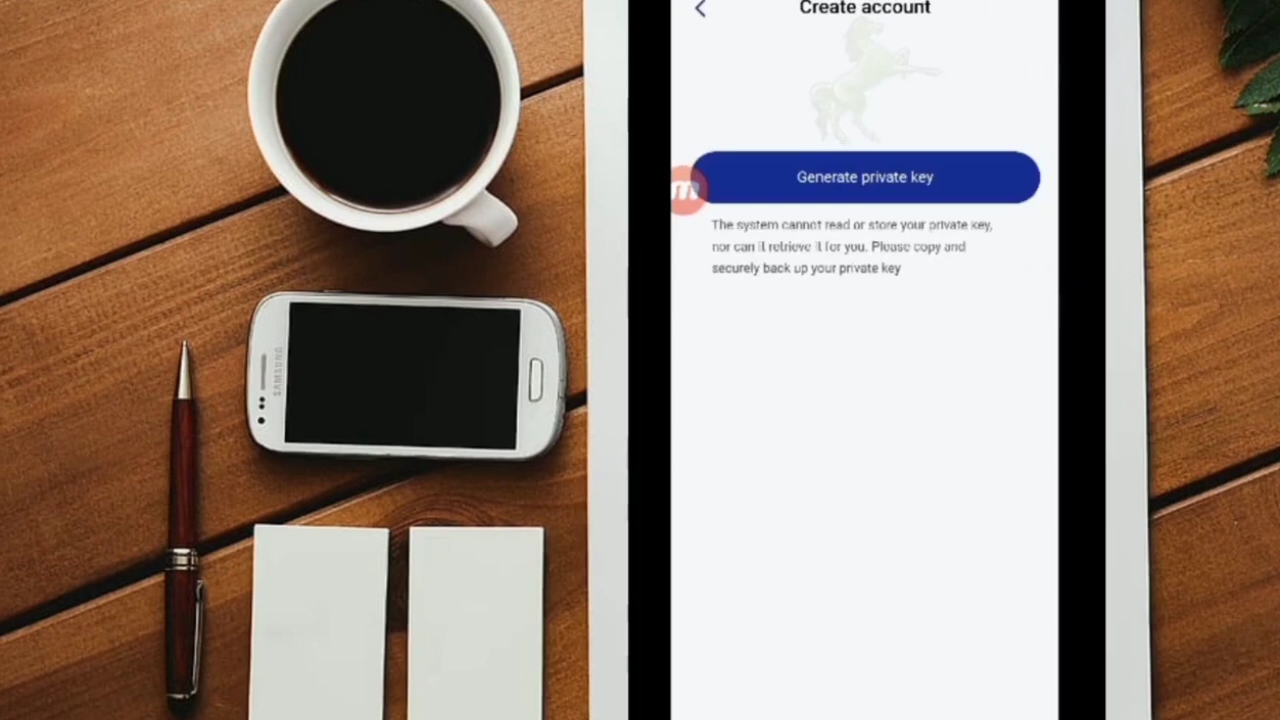 Create account
Generate private key
m
The system cannot read or store your private key,
nor can it retrieve it for you. Please copy and
securely back up your private key
SAMSUNG